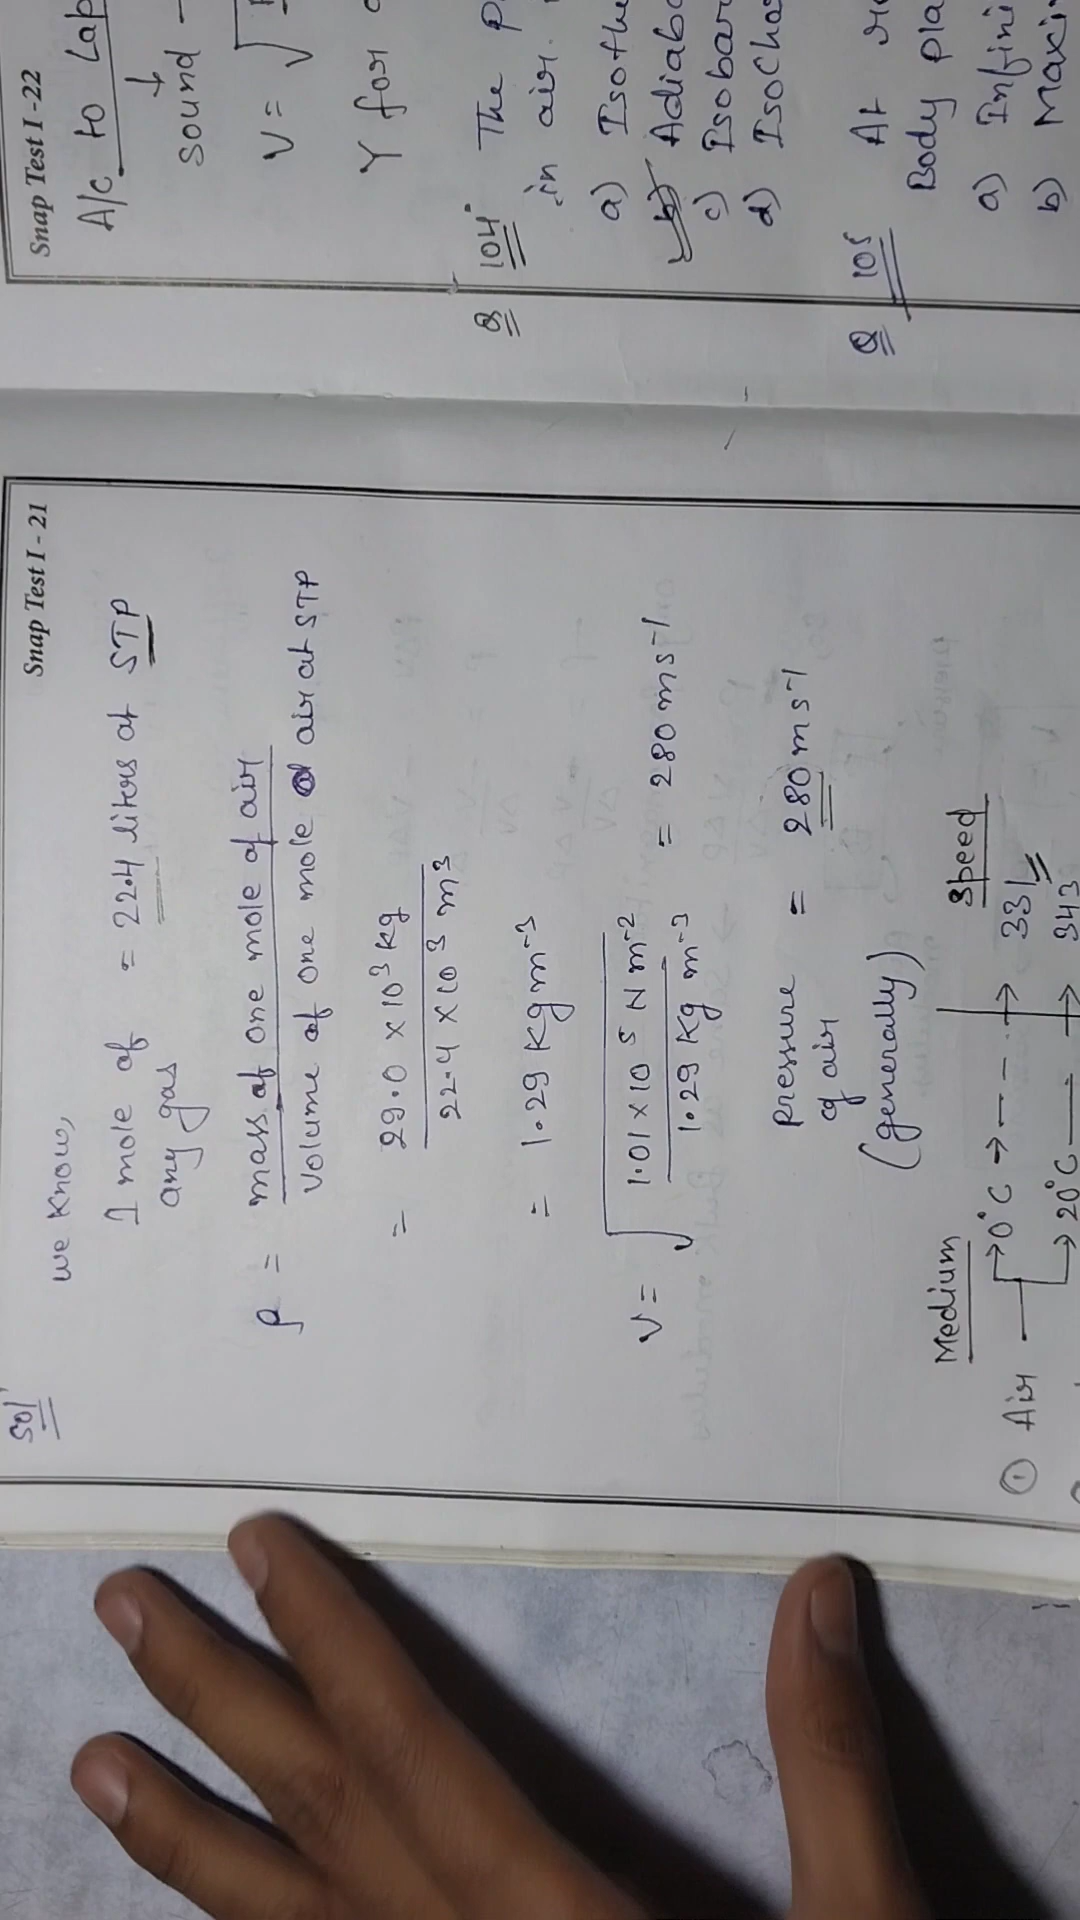 Snap Test I - 21
Sol
we know,
1 mole of = 22.4 liters at STP
any gas
ρ = mass of one mole of air
volume of one mole of air at STP
= 29.0 x 10³ kg
22.4 x 10³ m³
= 1.29 kg m⁻³
v = √ 1.01 x 10⁵ N m⁻² = 280 m s⁻¹
1.29 kg m⁻³
Pressure = 280 m s⁻¹
of air
(generally)
Medium Speed
① Air → 0°C → - - → 331
→ 20°C → 343
Snap Test I -22
A/c to Lap
↓
sound -
v = √
γ for
Q 104. The P
in air.
a) Isothe
b) Adiaba
c) Isobar
d) Isocho
Q 105 At
Body pla
a) Infini
b) Maxi